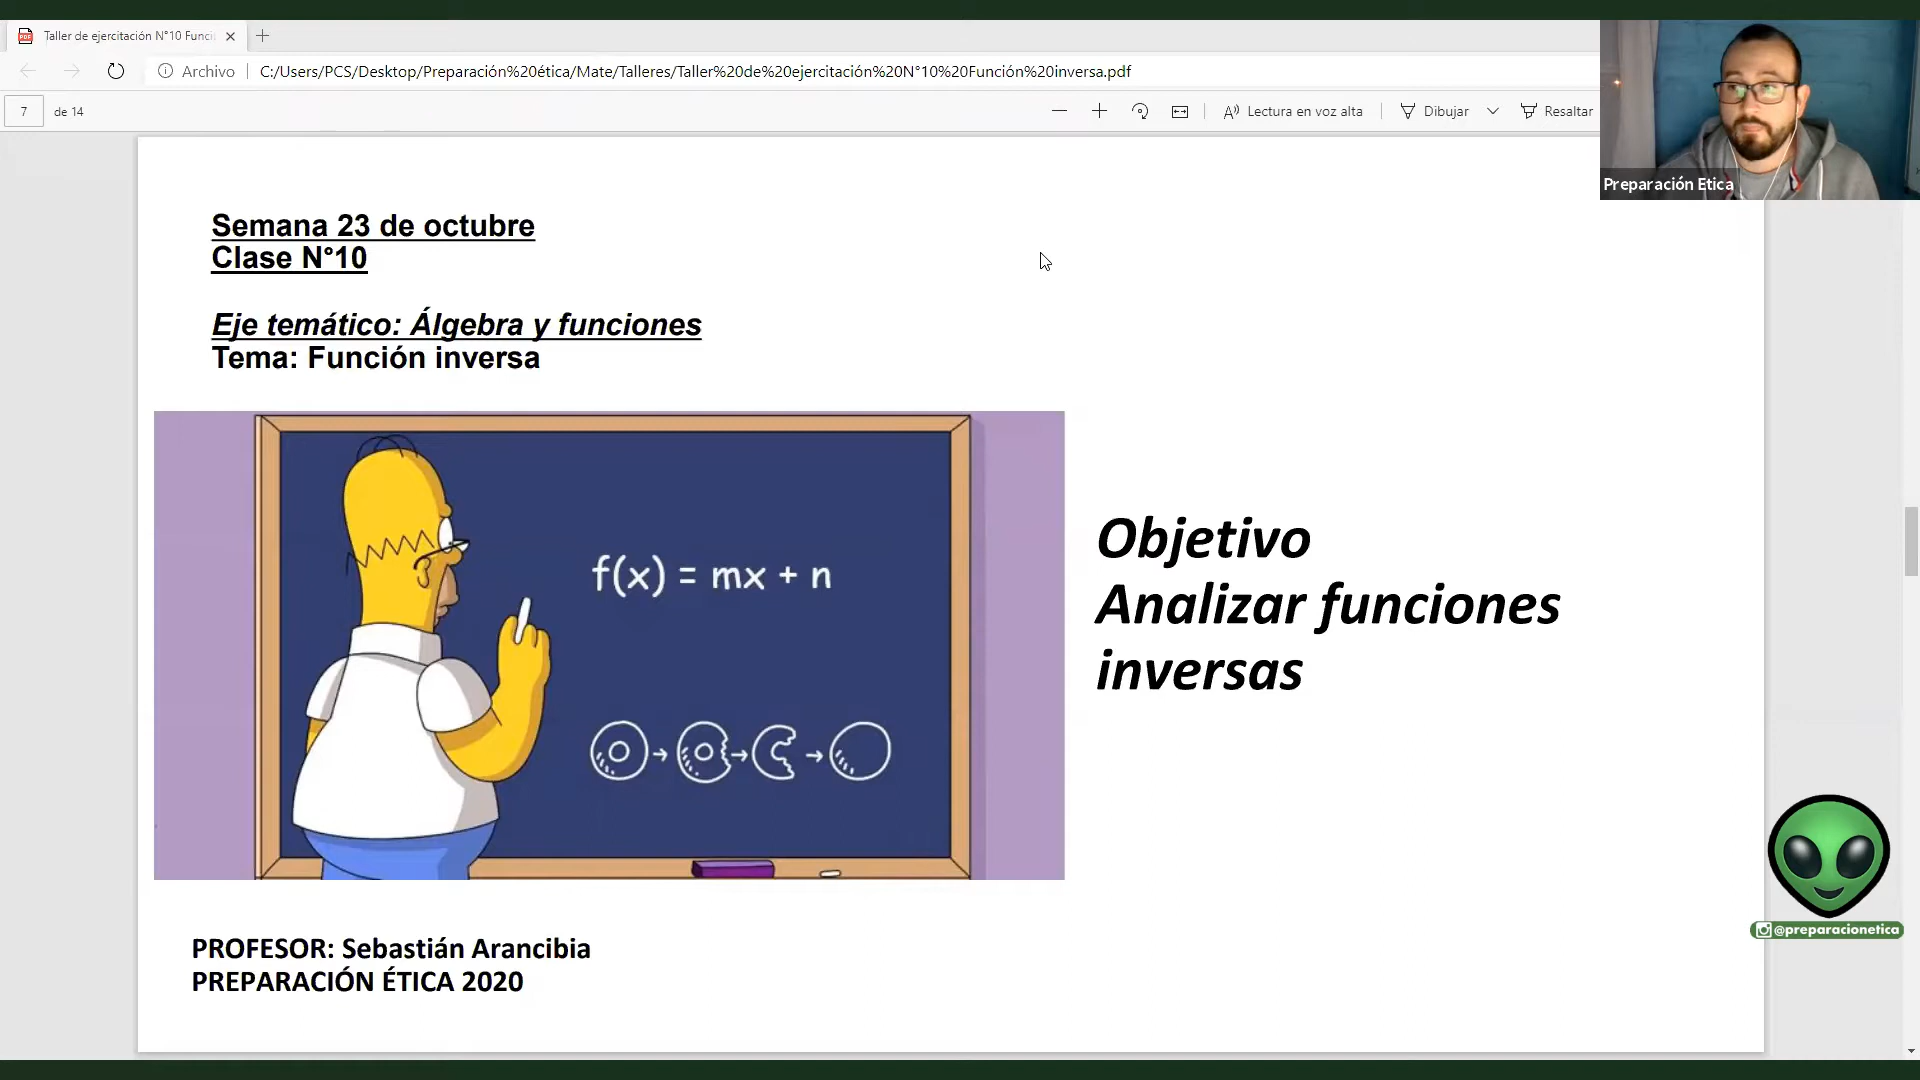 Taller de ejercitación N°10 Funci
Archivo
C:/Users/PCS/Desktop/Preparación%20ética/Mate/Talleres/Taller%20de%20ejercitación%20N°10%20Función%20inversa.pdf
7 de 14
Lectura en voz alta
Dibujar
Resaltar
Preparación Etica
Semana 23 de octubre
Clase N°10
Eje temático: Álgebra y funciones
Tema: Función inversa
f(x) = mx + n
Objetivo
Analizar funciones
inversas
PROFESOR: Sebastián Arancibia
PREPARACIÓN ÉTICA 2020
@preparacionetica